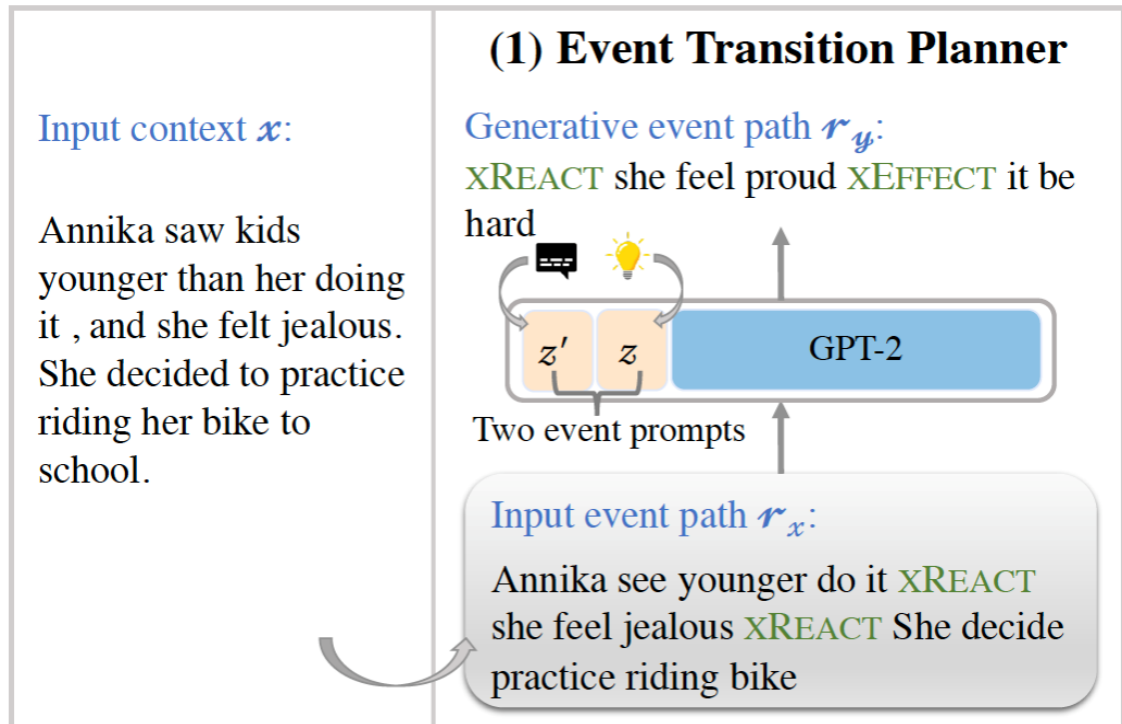 Input context x:
Annika saw kids
younger than her doing
it , and she felt jealous.
She decided to practice
riding her bike to
school.
(1) Event Transition Planner
Generative event path r_y:
XREACT she feel proud XEFFECT it be
hard
z' z GPT-2
Two event prompts
Input event path r_x:
Annika see younger do it XREACT
she feel jealous XREACT She decide
practice riding bike